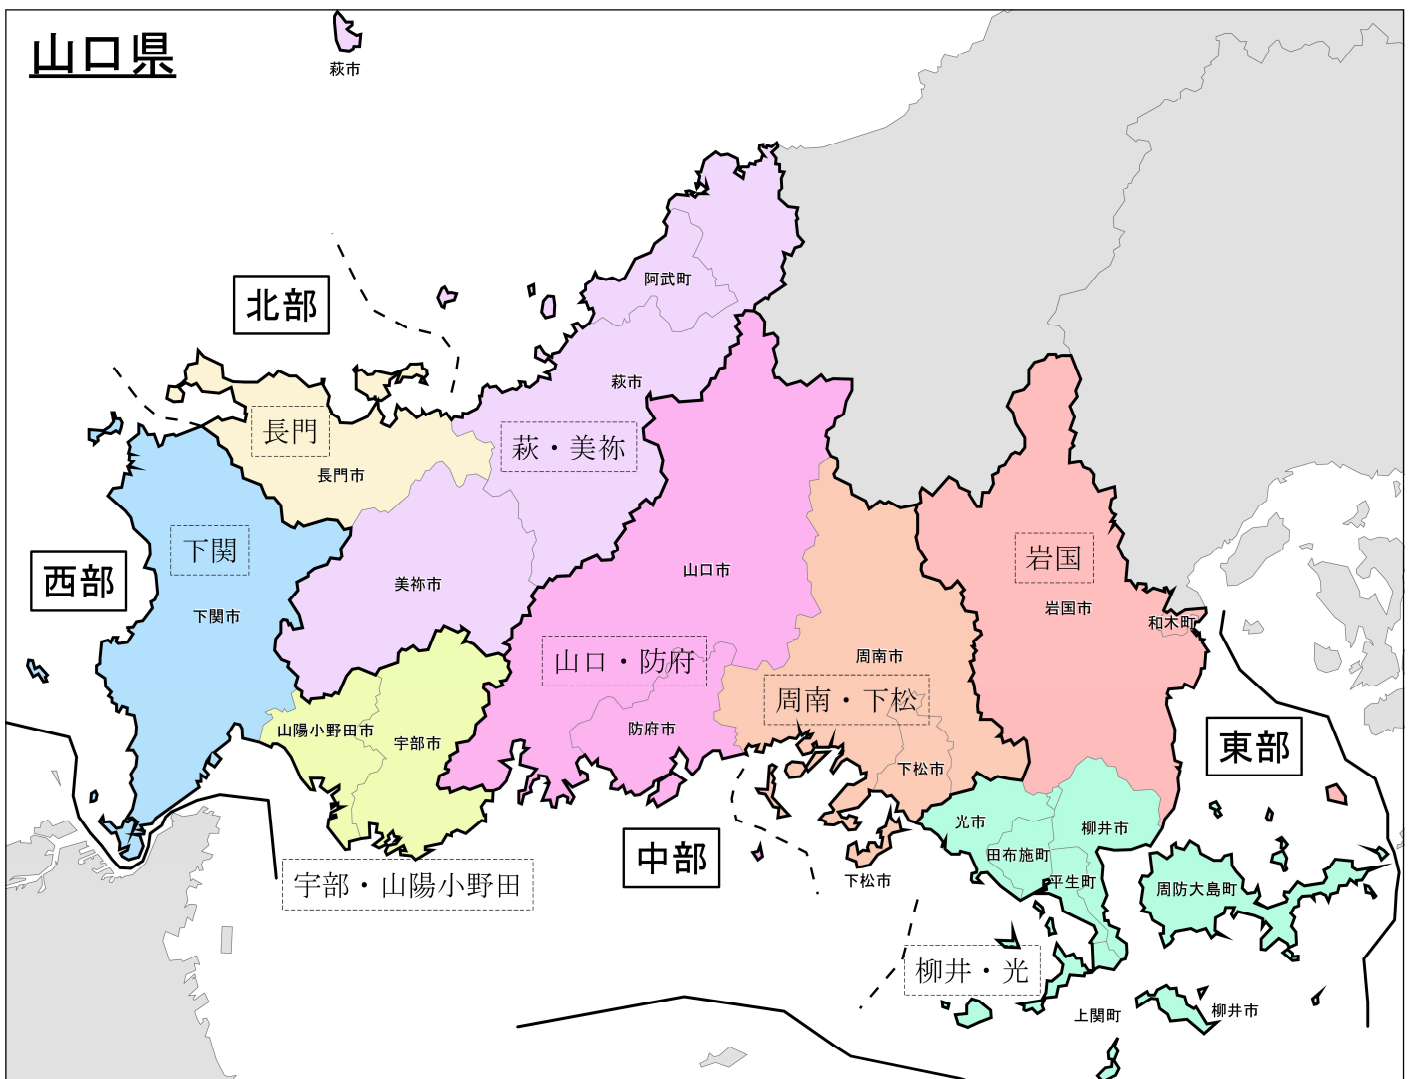 山口県
萩市
阿武町
北部
萩市
長門
萩・美祢
長門市
下関
岩国
西部
山口市
美祢市
岩国市
下関市
和木町
周南市
山口・防府
周南・下松
山陽小野田市
防府市
宇部市
東部
下松市
光市
柳井市
田布施町
中部
下松市
平生町
周防大島町
宇部・山陽小野田
柳井・光
上関町
柳井市